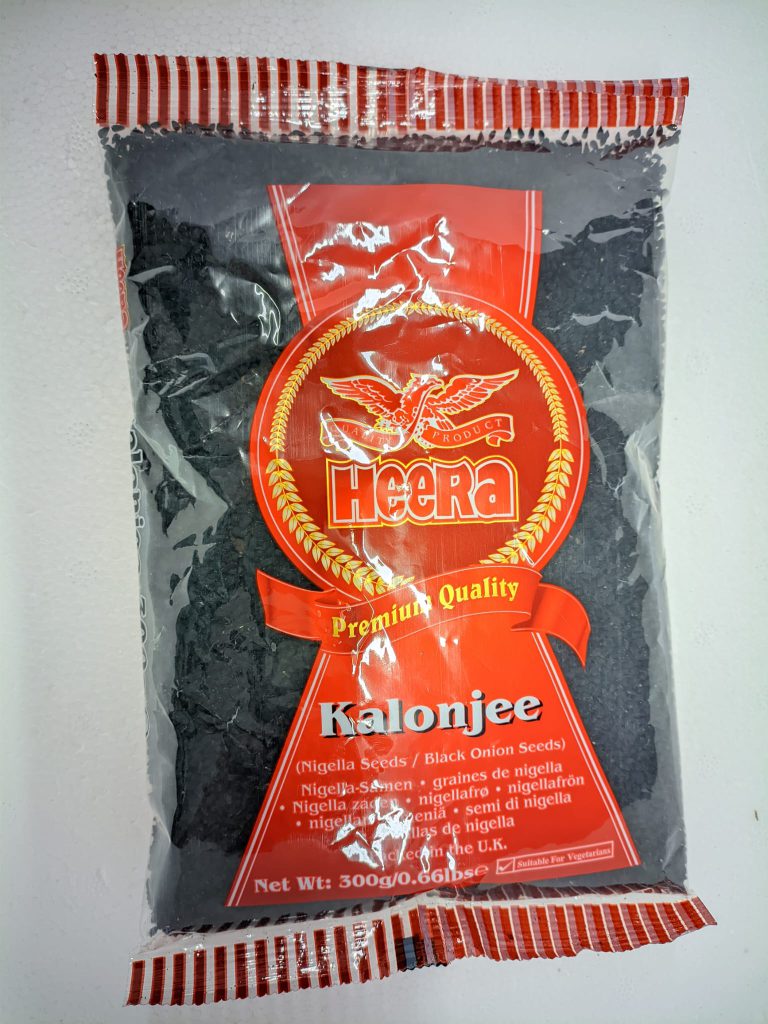 QUALITY PRODUCT
HeeRa
Premium Quality
Kalonjee
(Nigella Seeds / Black Onion Seeds)
Nigella-Samen • graines de nigella
• Nigella zaden • nigellafrø • nigellafrön
• semi di nigella
de nigella
in the U.K.
Suitable For Vegetarians
Net Wt: 300g/0.66lbs℮